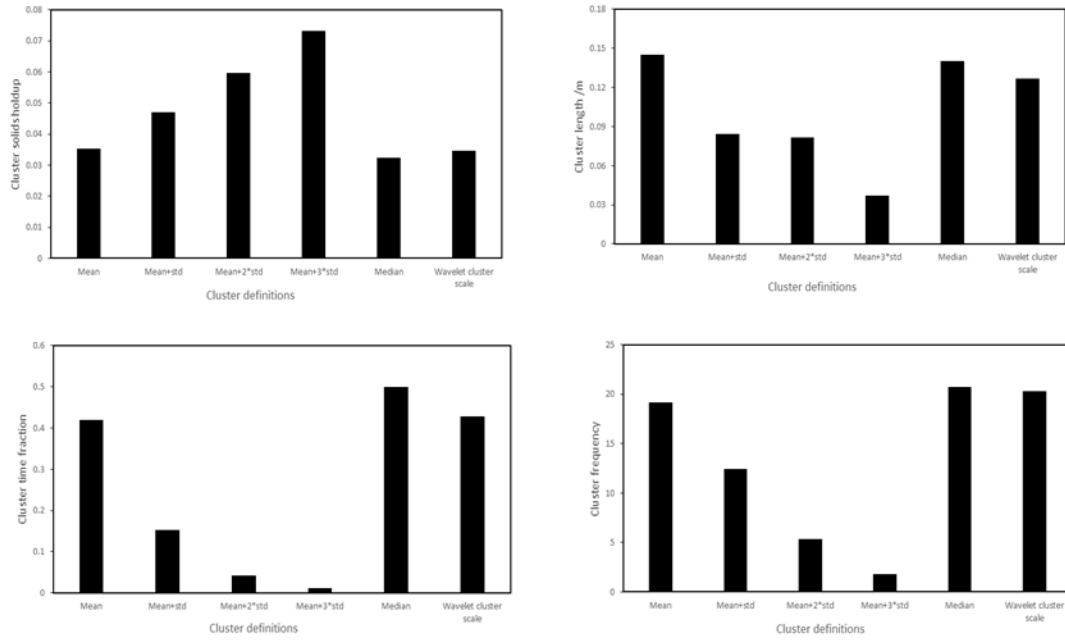 0.08
0.07
0.06
0.05
0.04
0.03
0.02
0.01
0
Cluster solids holdup
Mean Mean+std Mean+2*std Mean+3*std Median Wavelet cluster
scale
Cluster definitions
0.18
0.15
0.12
0.09
0.06
0.03
0
Cluster length /m
Mean Mean+std Mean+2*std Mean+3*std Median Wavelet cluster
scale
Cluster definitions
0.6
0.5
0.4
0.3
0.2
0.1
0
Cluster time fraction
Mean Mean+std Mean+2*std Mean+3*std Median Wavelet cluster
scale
Cluster definitions
25
20
15
10
5
0
Cluster frequency
Mean Mean+std Mean+2*std Mean+3*std Median Wavelet cluster
scale
Cluster definitions